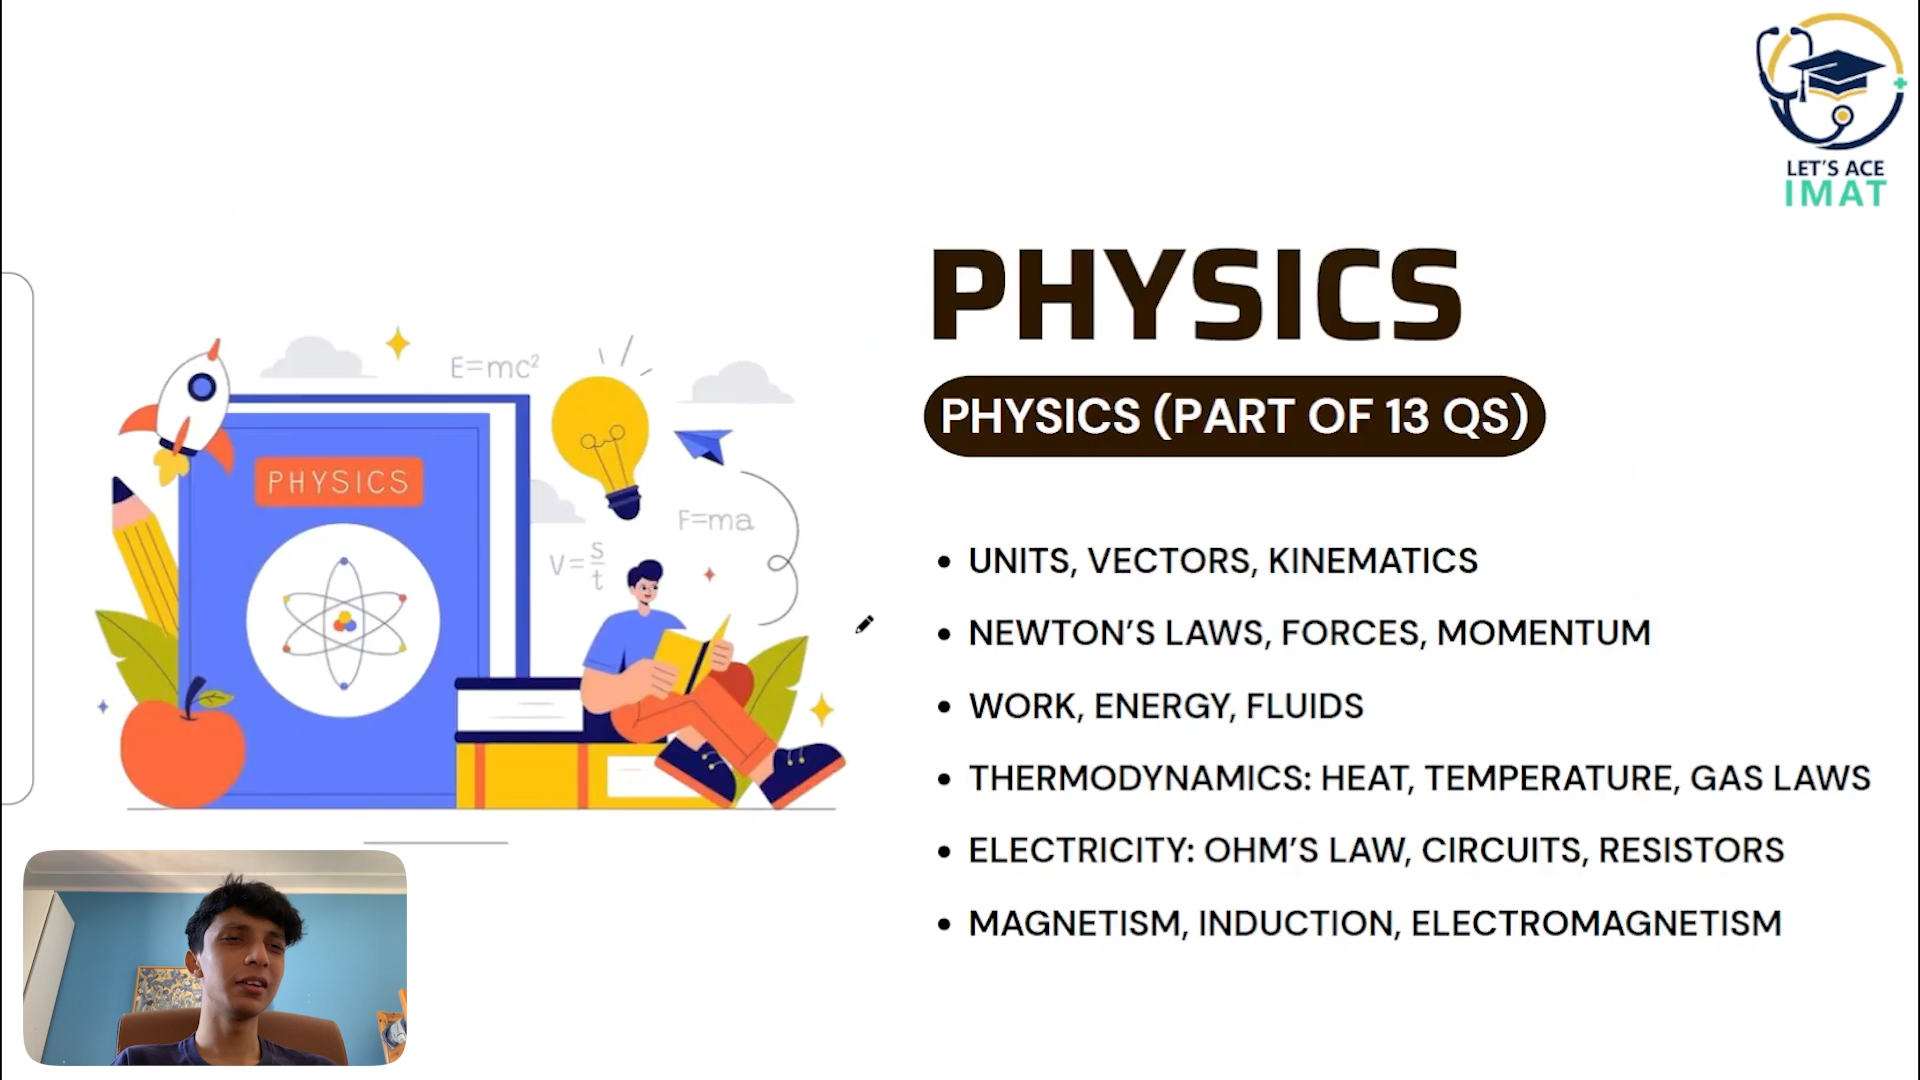 LET'S ACE
IMAT
PHYSICS
PHYSICS (PART OF 13 QS)
E=mc²
PHYSICS
F=ma
V=s/t
• UNITS, VECTORS, KINEMATICS
• NEWTON'S LAWS, FORCES, MOMENTUM
• WORK, ENERGY, FLUIDS
• THERMODYNAMICS: HEAT, TEMPERATURE, GAS LAWS
• ELECTRICITY: OHM'S LAW, CIRCUITS, RESISTORS
• MAGNETISM, INDUCTION, ELECTROMAGNETISM